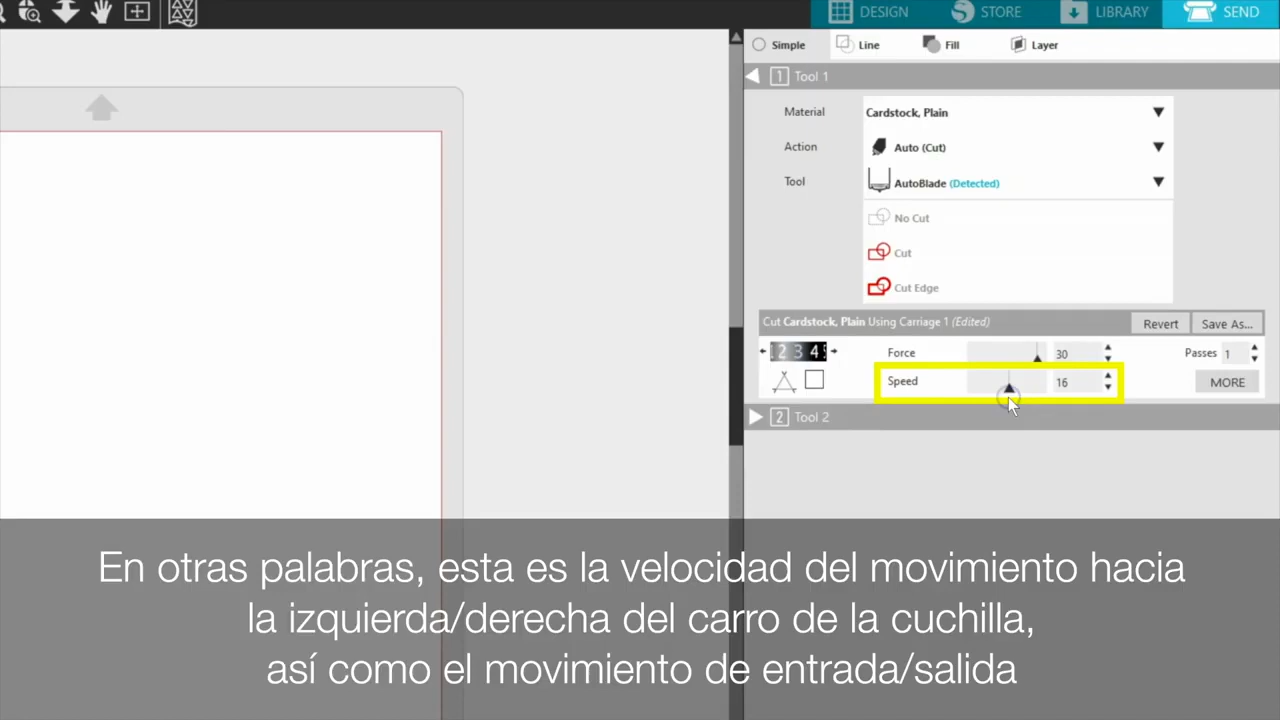 DESIGN
STORE
LIBRARY
SEND
Simple
Line
Fill
Layer
1 Tool 1
Material Cardstock, Plain
Action Auto (Cut)
Tool AutoBlade (Detected)
No Cut
Cut
Cut Edge
Cut Cardstock, Plain Using Carriage 1 (Edited) Revert Save As...
Force 30 Passes 1
Speed 16 MORE
2 Tool 2
En otras palabras, esta es la velocidad del movimiento hacia
la izquierda/derecha del carro de la cuchilla,
así como el movimiento de entrada/salida